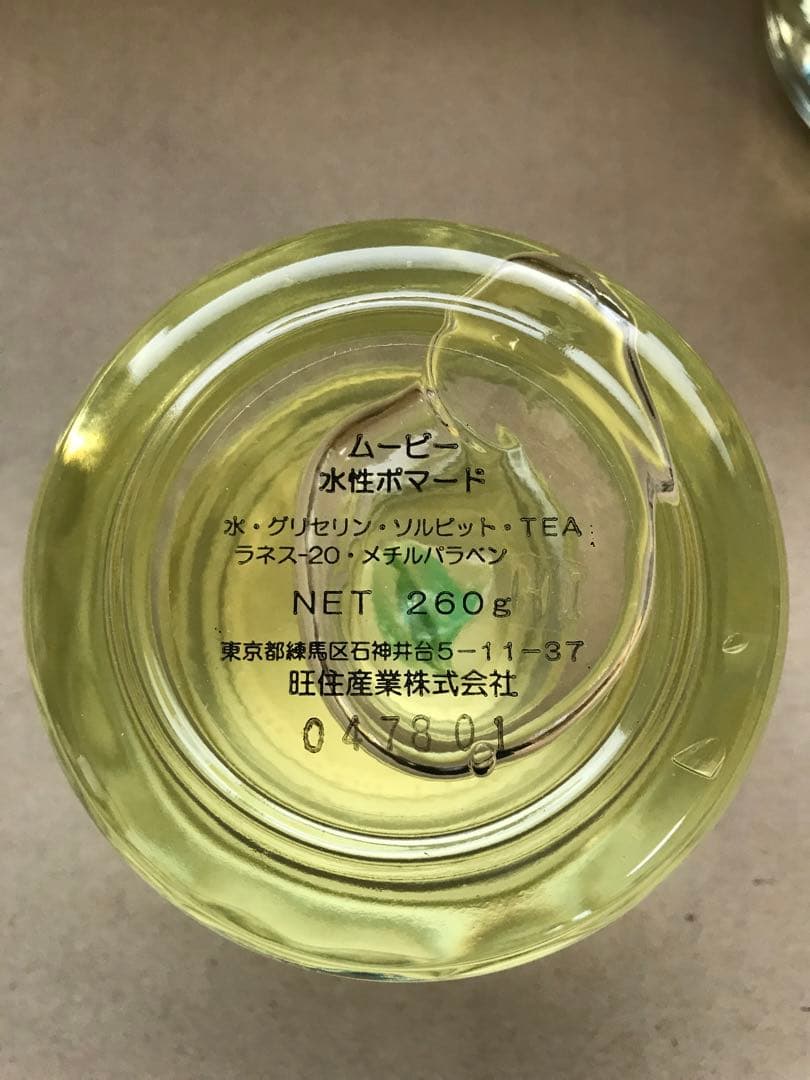 ムービー
水性ポマード
水・グリセリン・ソルビット・TEA
ラネス-20・メチルパラベン
NET 260g
東京都練馬区石神井台5-11-37
旺住産業株式会社
047801